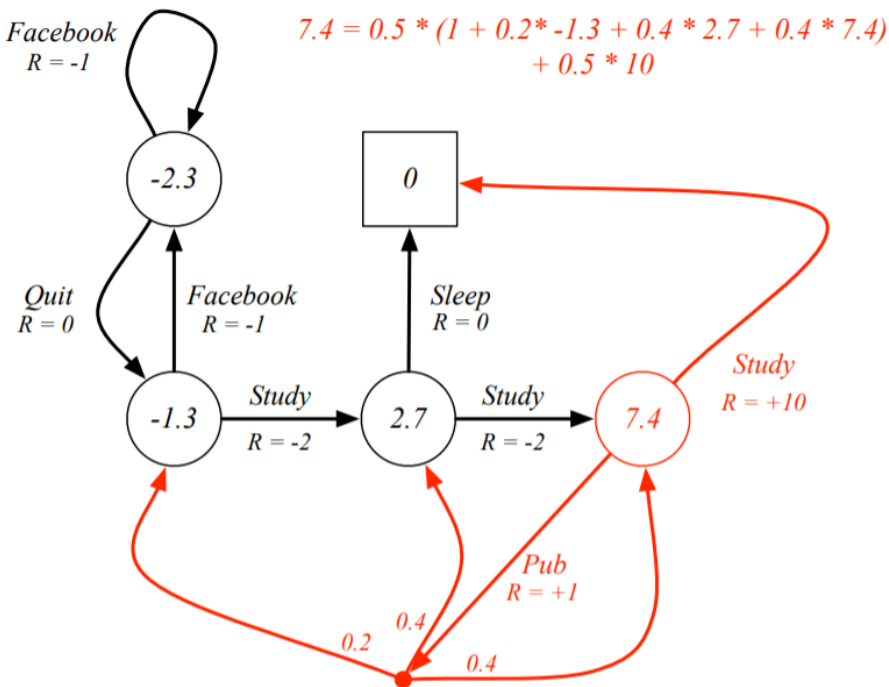 Facebook
R = -1
7.4 = 0.5 * (1 + 0.2* -1.3 + 0.4 * 2.7 + 0.4 * 7.4)
+ 0.5 * 10
-2.3
0
Quit
R = 0
Facebook
R = -1
Sleep
R = 0
-1.3
Study
R = -2
2.7
Study
R = -2
7.4
Study
R = +10
Pub
R = +1
0.2
0.4
0.4